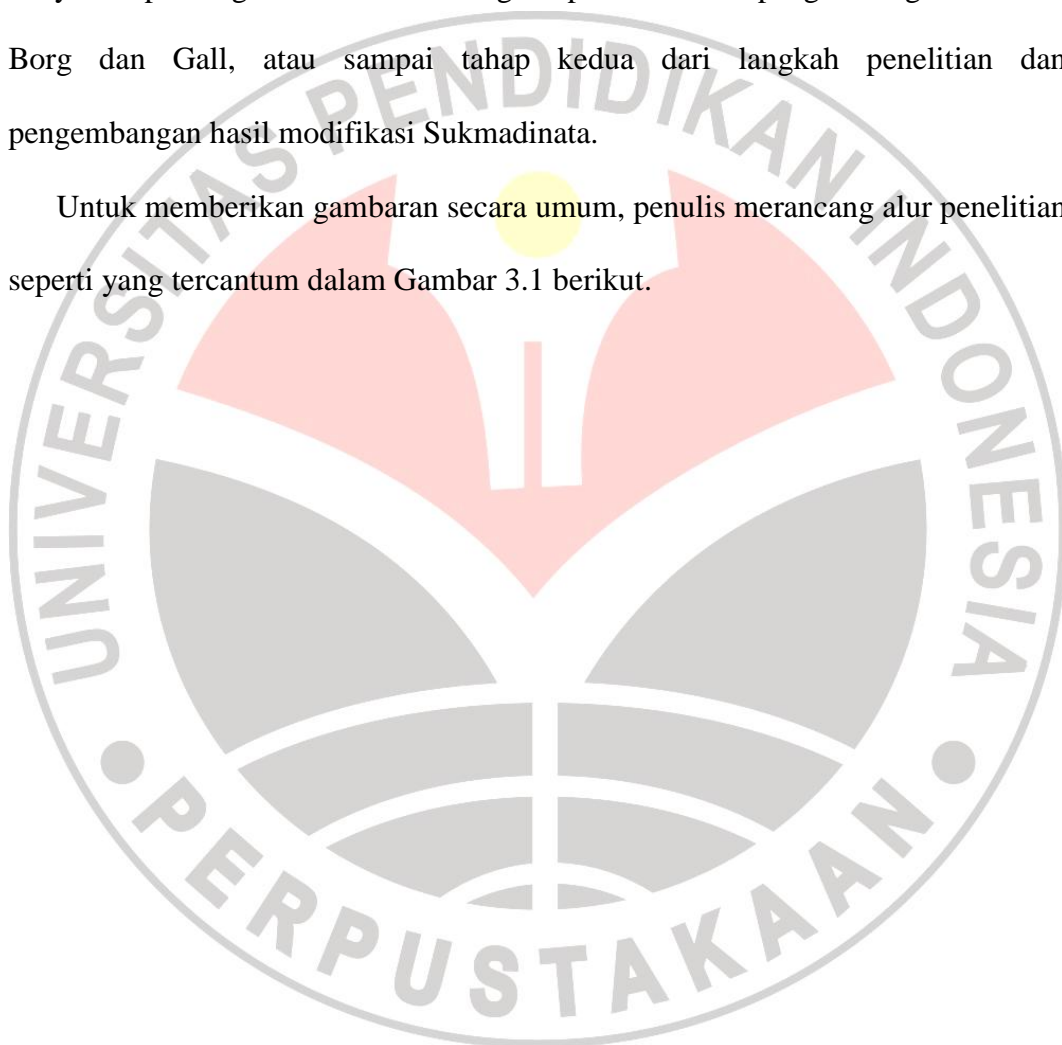 Borg dan Gall, atau sampai tahap kedua dari langkah penelitian dan
pengembangan hasil modifikasi Sukmadinata.
Untuk memberikan gambaran secara umum, penulis merancang alur penelitian
seperti yang tercantum dalam Gambar 3.1 berikut.
UNIVERSITAS PENDIDIKAN INDONESIA
PERPUSTAKAAN